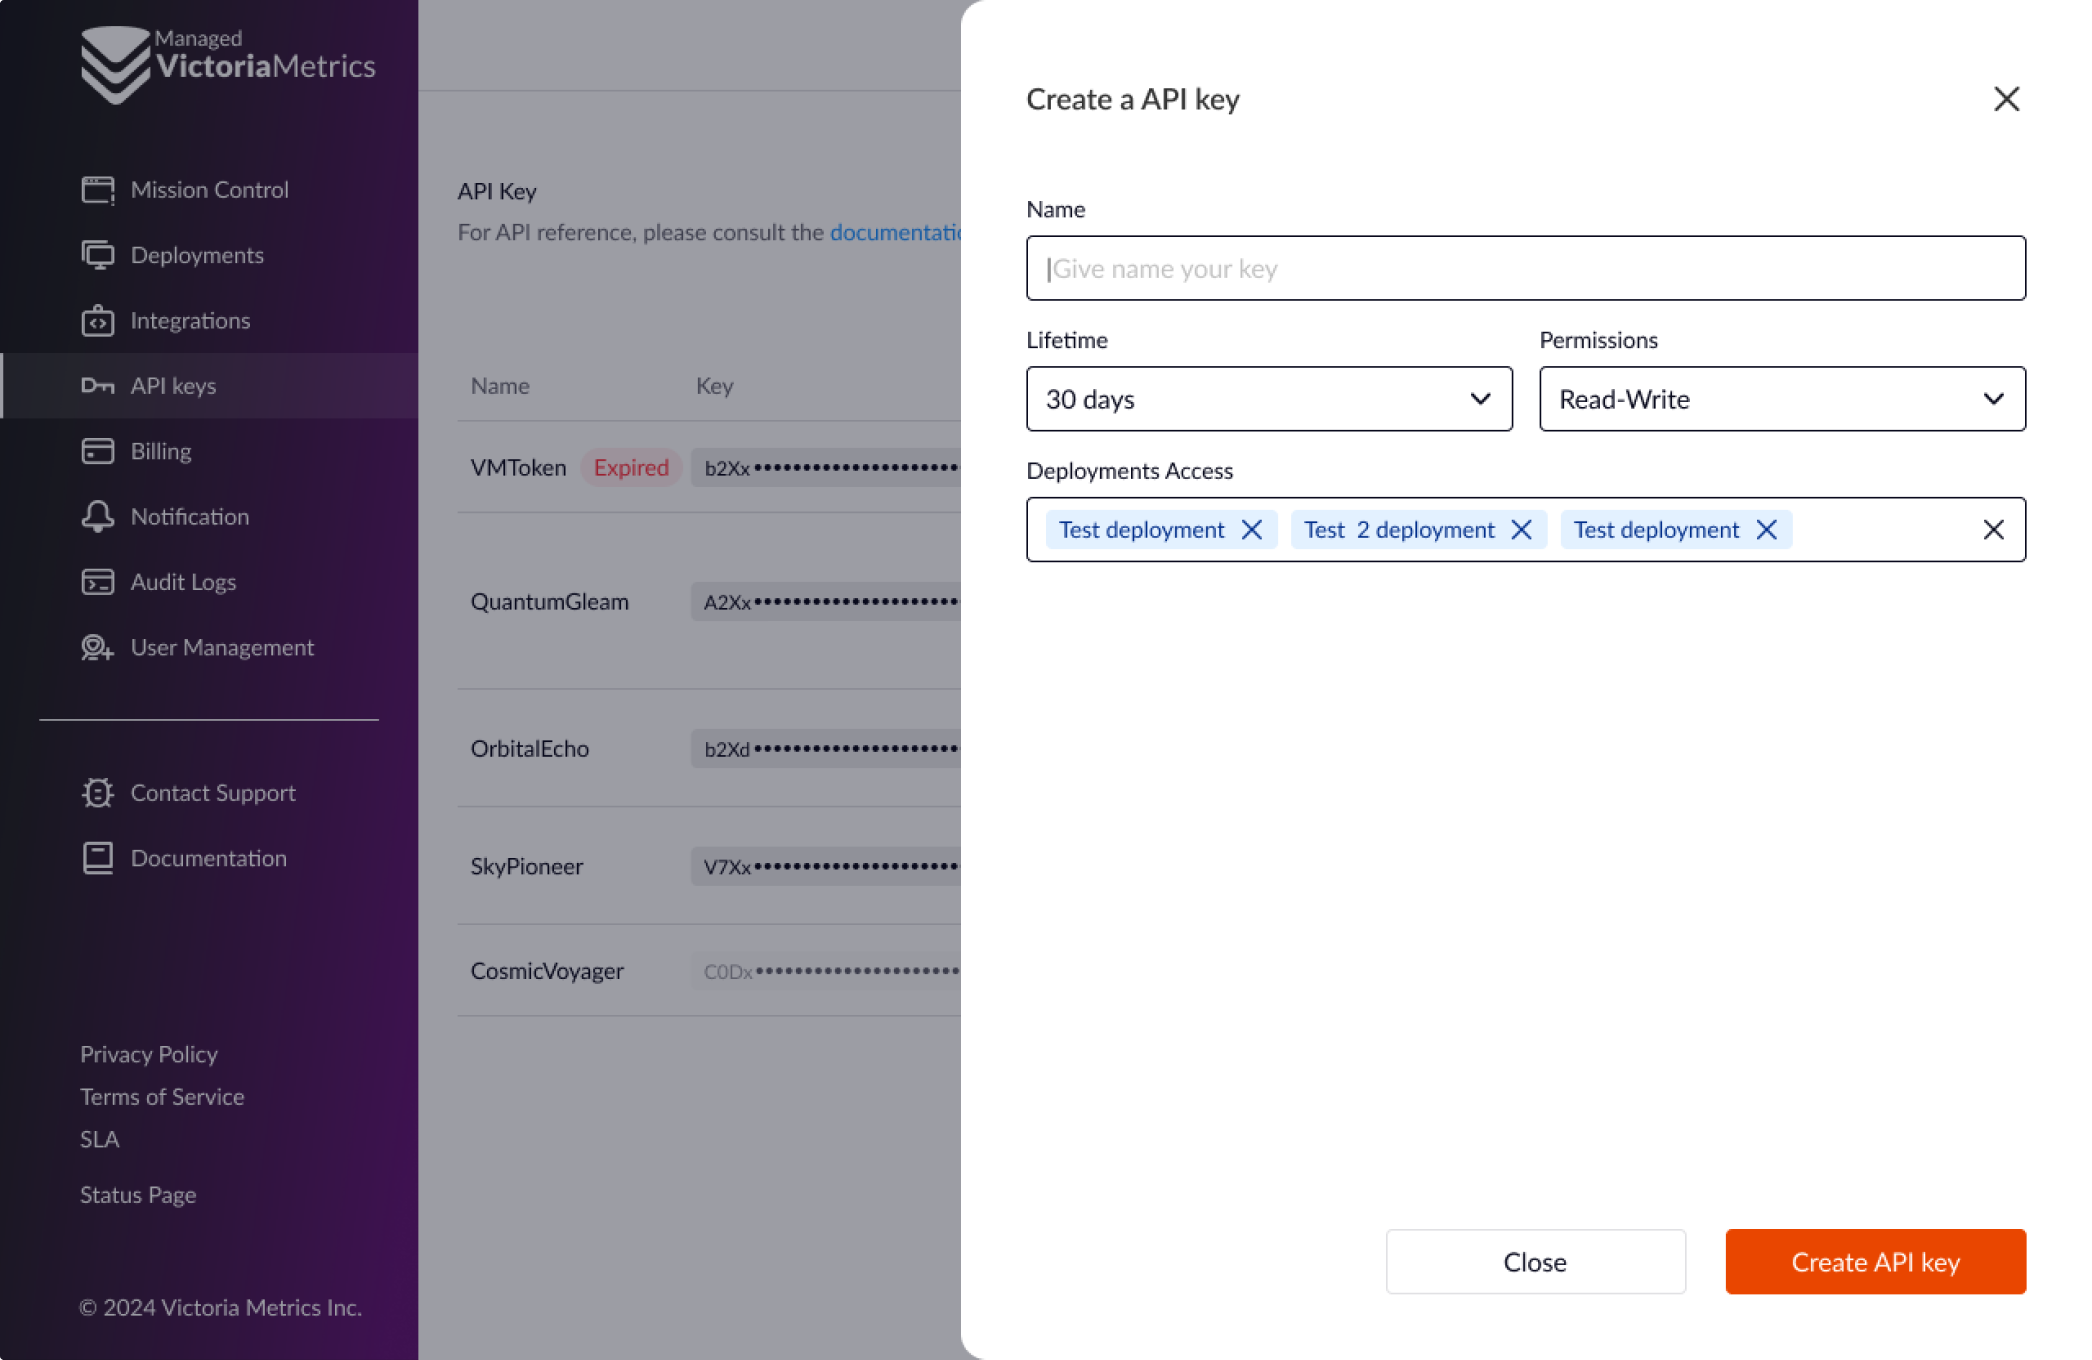 Managed
VictoriaMetrics
Mission Control
Deployments
Integrations
API keys
Billing
Notification
Audit Logs
User Management
Contact Support
Documentation
Privacy Policy
Terms of Service
SLA
Status Page
© 2024 Victoria Metrics Inc.
API Key
For API reference, please consult the documentatio
Name Key
VMToken Expired b2Xx•••••••••••••••••••••
QuantumGleam A2Xx•••••••••••••••••••••
OrbitalEcho b2Xd•••••••••••••••••••••
SkyPioneer V7Xx•••••••••••••••••••••
CosmicVoyager C0Dx•••••••••••••••••••••
Create a API key
Name
Give name your key
Lifetime Permissions
30 days Read-Write
Deployments Access
Test deployment Test 2 deployment Test deployment
Close Create API key